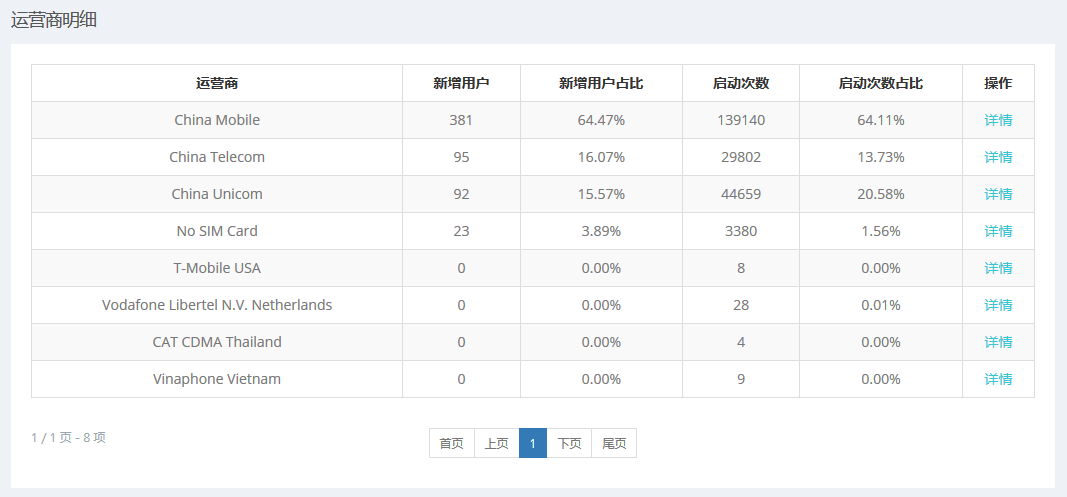 运营商明细
运营商 新增用户 新增用户占比 启动次数 启动次数占比 操作
China Mobile 381 64.47% 139140 64.11% 详情
China Telecom 95 16.07% 29802 13.73% 详情
China Unicom 92 15.57% 44659 20.58% 详情
No SIM Card 23 3.89% 3380 1.56% 详情
T-Mobile USA 0 0.00% 8 0.00% 详情
Vodafone Libertel N.V. Netherlands 0 0.00% 28 0.01% 详情
CAT CDMA Thailand 0 0.00% 4 0.00% 详情
Vinaphone Vietnam 0 0.00% 9 0.00% 详情
1 / 1 页 - 8 项 首页 上页 1 下页 尾页